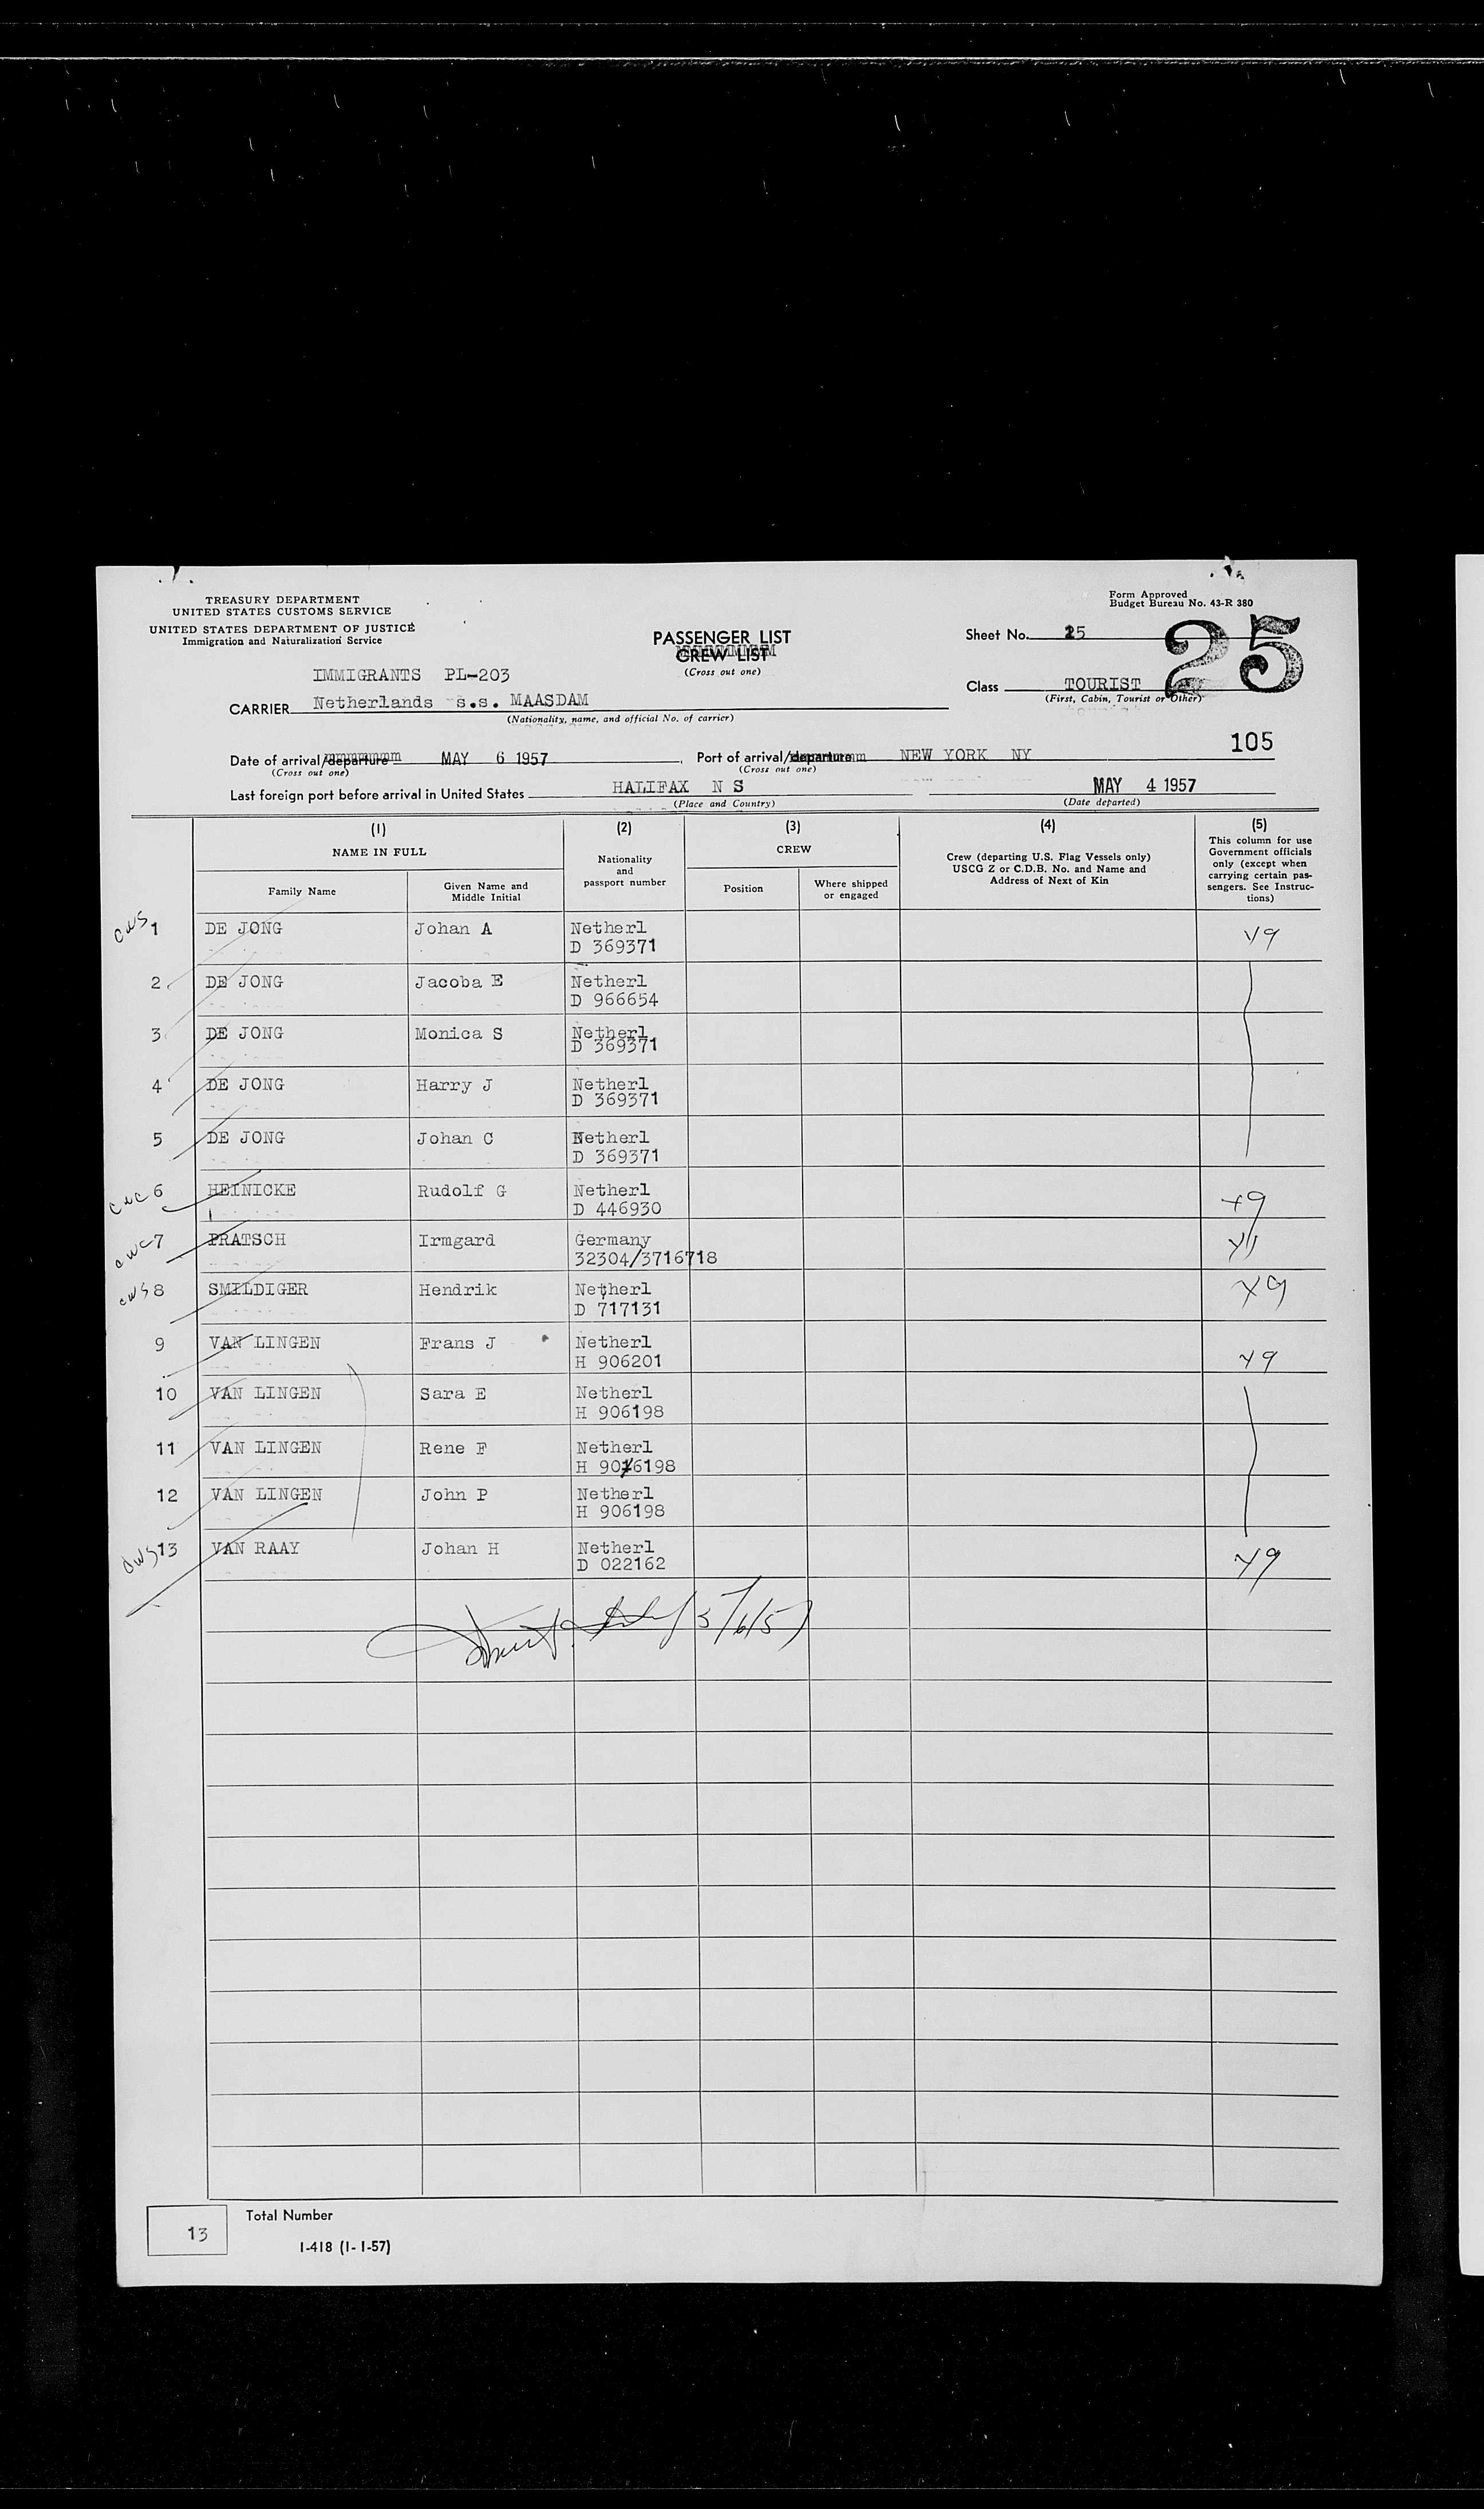 TREASURY DEPARTMENT
UNITED STATES CUSTOMS SERVICE
UNITED STATES DEPARTMENT OF JUSTICE
Immigration and Naturalization Service
Form Approved
Budget Bureau No. 43-R 380
PASSENGER LIST
CREW LIST
(Cross out one)
Sheet No. 25
25
IMMIGRANTS PL-203
Class TOURIST
(First, Cabin, Tourist or Other)
CARRIER Netherlands s.s. MAASDAM
(Nationality, name, and official No. of carrier)
105
Date of arrival/departure MAY 6 1957, Port of arrival/departure NEW YORK NY
(Cross out one) (Cross out one)
Last foreign port before arrival in United States HALIFAX N S MAY 4 1957
(Place and Country) (Date departed)
(1) (2) (3) (4) (5)
NAME IN FULL
Nationality and passport number
CREW
Crew (departing U.S. Flag Vessels only) USCG Z or C.D.B. No. and Name and Address of Next of Kin
This column for use Government officials only (except when carrying certain passengers. See Instructions)
Family Name Given Name and Middle Initial Position Where shipped or engaged
1 DE JONG Johan A Netherl
D 369371
2 DE JONG Jacoba E Netherl
D 966654
3 DE JONG Monica S Netherl
D 369371
4 DE JONG Harry J Netherl
D 369371
5 DE JONG Johan C Netherl
D 369371
6 HEINICKE Rudolf G Netherl
D 446930
7 PRATSCH Irmgard Germany
32304/3716718
8 SMILDIGER Hendrik Netherl
D 717131
9 VAN LINGEN Frans J Netherl
H 906201
10 VAN LINGEN Sara E Netherl
H 906198
11 VAN LINGEN Rene F Netherl
H 906198
12 VAN LINGEN John P Netherl
H 906198
13 VAN RAAY Johan H Netherl
D 022162
5/6/57
13 Total Number
I-418 (1-1-57)